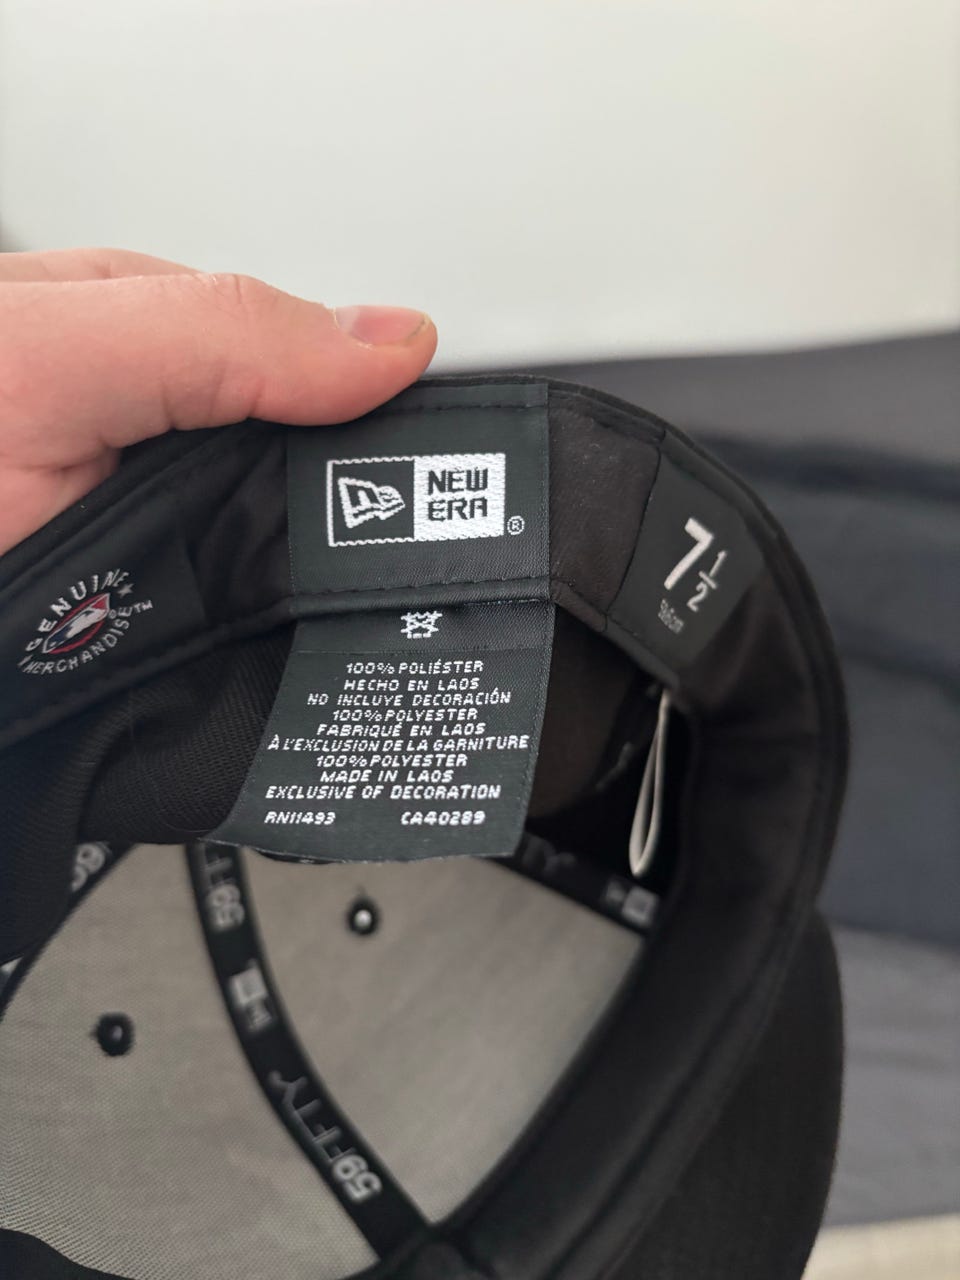 NEW
ERA
®
GENUINE
MERCHANDISE™
7 1/2
100% POLIÉSTER
HECHO EN LAOS
NO INCLUYE DECORACIÓN
100% POLYESTER
FABRIQUÉ EN LAOS
À L'EXCLUSION DE LA GARNITURE
100% POLYESTER
MADE IN LAOS
EXCLUSIVE OF DECORATION
RN11493 CA40289
59FIFTY
59FIFTY